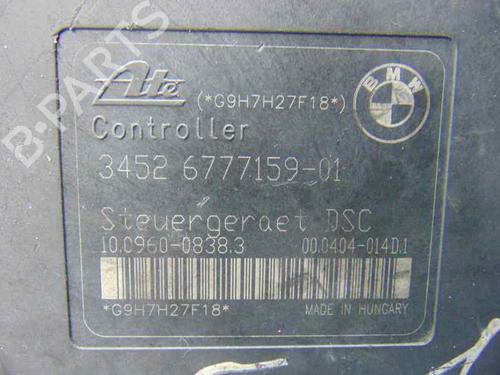 B-PARTS
Ate (*G9H7H27F18*) BMW
Controller
3452 6777159-01
Steuergeraet DSC
10.0960-0838.3 00.0404-014D.1
*G9H7H27F18* MADE IN HUNGARY